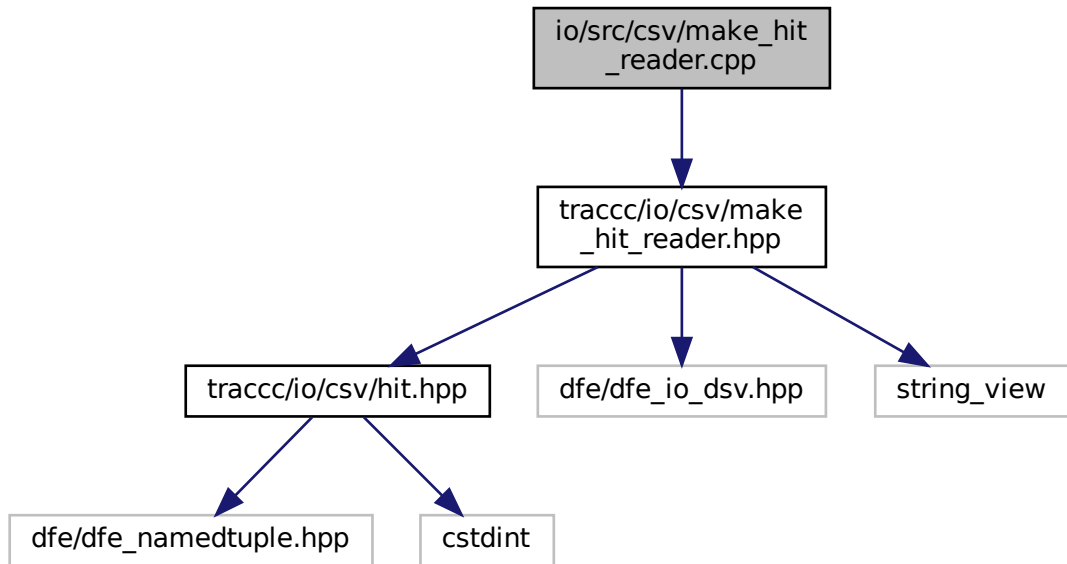 io/src/csv/make_hit
_reader.cpp
traccc/io/csv/make
_hit_reader.hpp
traccc/io/csv/hit.hpp
dfe/dfe_io_dsv.hpp
string_view
dfe/dfe_namedtuple.hpp
cstdint